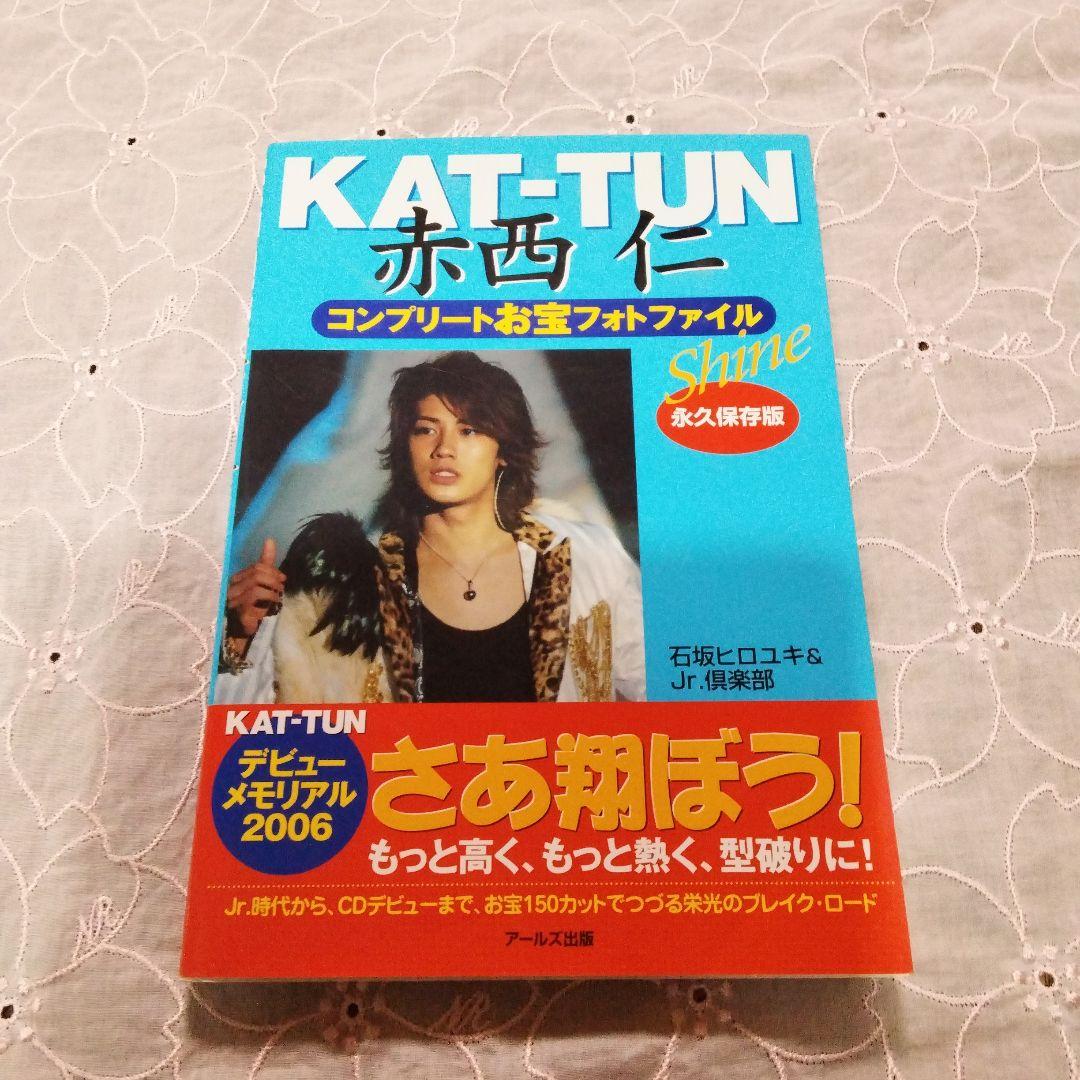 KAT-TUN
赤西 仁
コンプリートお宝フォトファイル
Shine
永久保存版
石坂ヒロユキ&
Jr.倶楽部
KAT-TUN
デビュー
メモリアル
2006
さあ翔ぼう!
もっと高く、もっと熱く、型破りに!
Jr.時代から、CDデビューまで、お宝150カットでつづる栄光のブレイク・ロード
アールズ出版